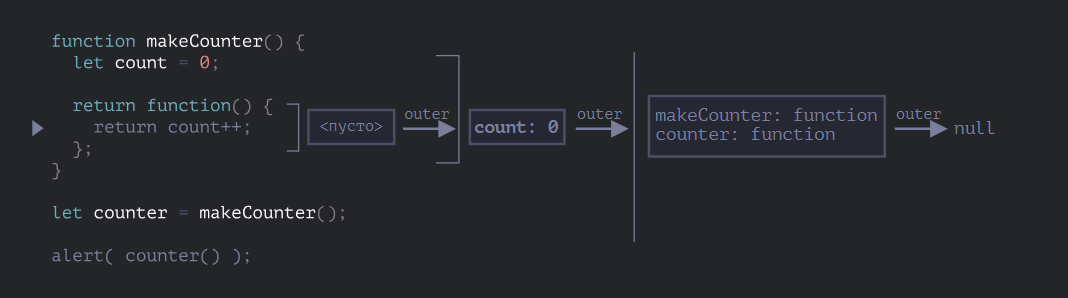 function makeCounter() {
let count = 0;
return function() {
return count++;
};
}
let counter = makeCounter();
alert( counter() );
<пусто>
outer
count: 0
outer
makeCounter: function
counter: function
outer
null